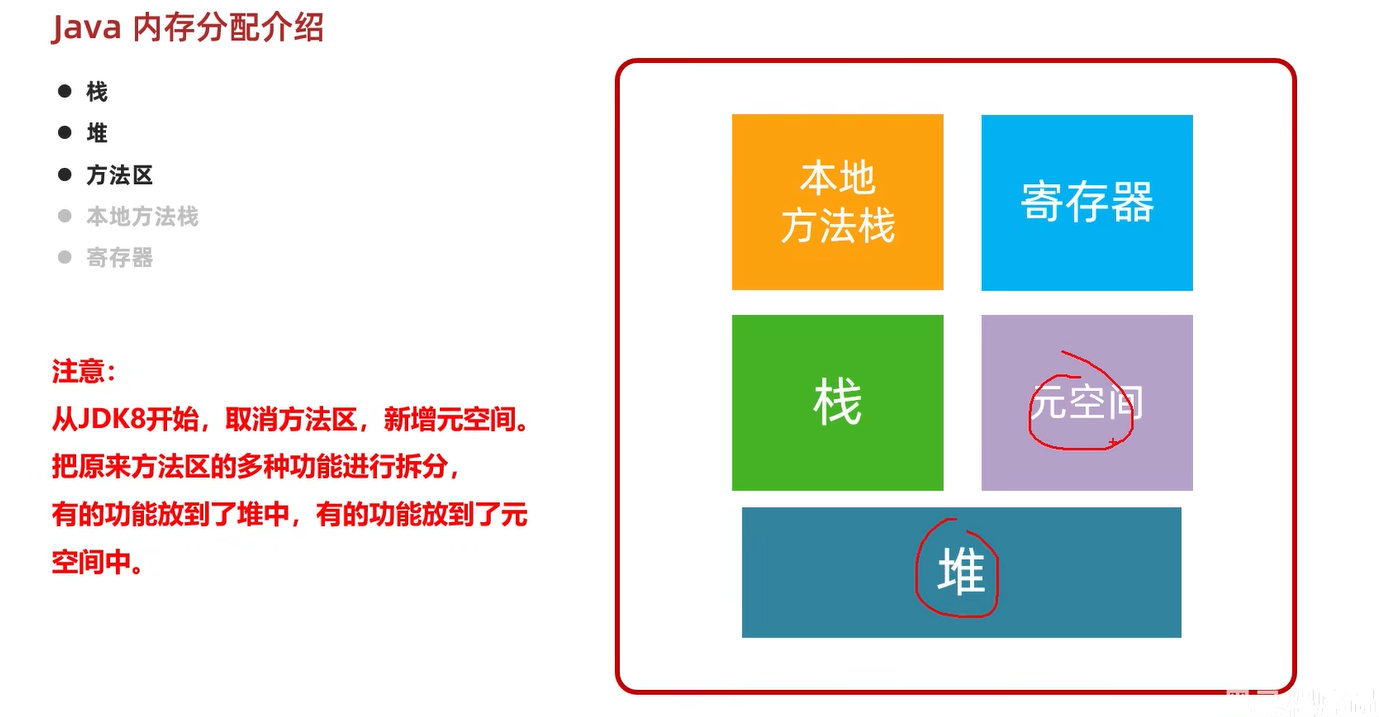 Java 内存分配介绍
栈
堆
方法区
本地方法栈
寄存器
注意：
从JDK8开始，取消方法区，新增元空间。
把原来方法区的多种功能进行拆分，
有的功能放到了堆中，有的功能放到了元
空间中。
本地
方法栈
寄存器
栈
元空间
堆